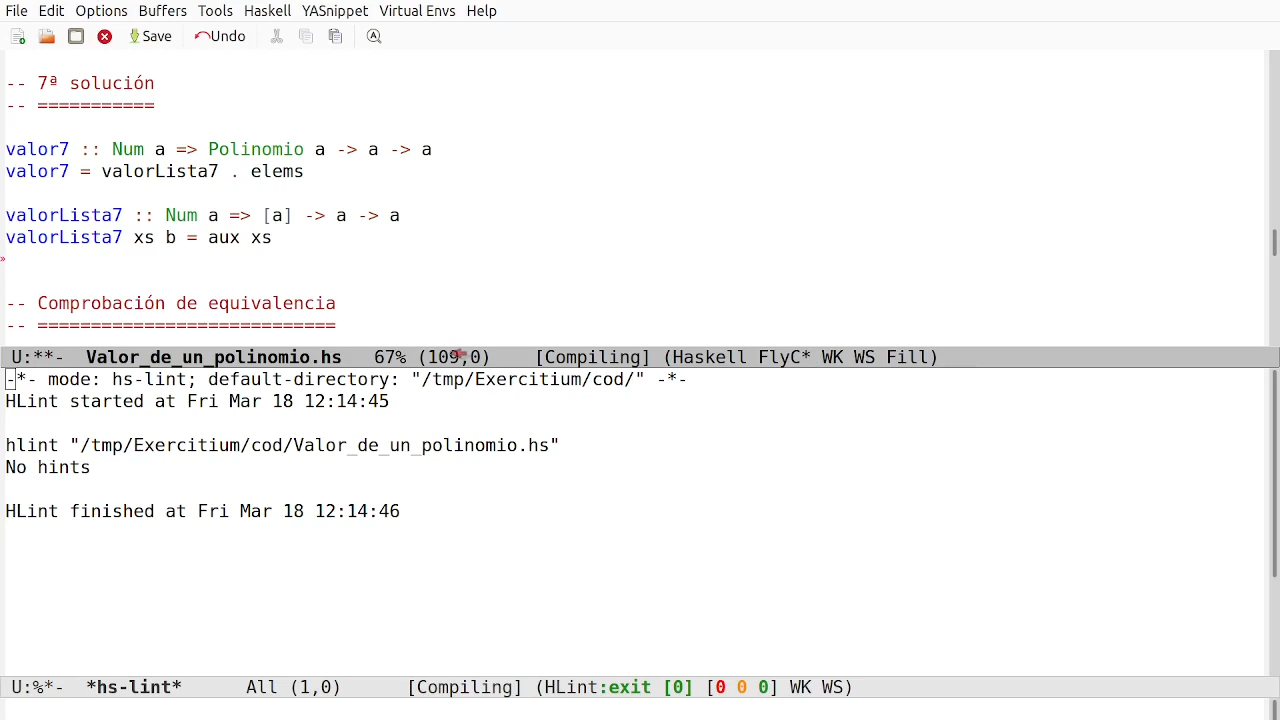 File Edit Options Buffers Tools Haskell YASnippet Virtual Envs Help
Save Undo
-- 7ª solución
-- ===========
valor7 :: Num a => Polinomio a -> a -> a
valor7 = valorLista7 . elems
valorLista7 :: Num a => [a] -> a -> a
valorLista7 xs b = aux xs
»
-- Comprobación de equivalencia
-- ============================
U:**- Valor_de_un_polinomio.hs 67% (109,0) [Compiling] (Haskell FlyC* WK WS Fill)
-*- mode: hs-lint; default-directory: "/tmp/Exercitium/cod/" -*-
HLint started at Fri Mar 18 12:14:45
hlint "/tmp/Exercitium/cod/Valor_de_un_polinomio.hs"
No hints
HLint finished at Fri Mar 18 12:14:46
U:%*- *hs-lint* All (1,0) [Compiling] (HLint:exit [0] [0 0 0] WK WS)